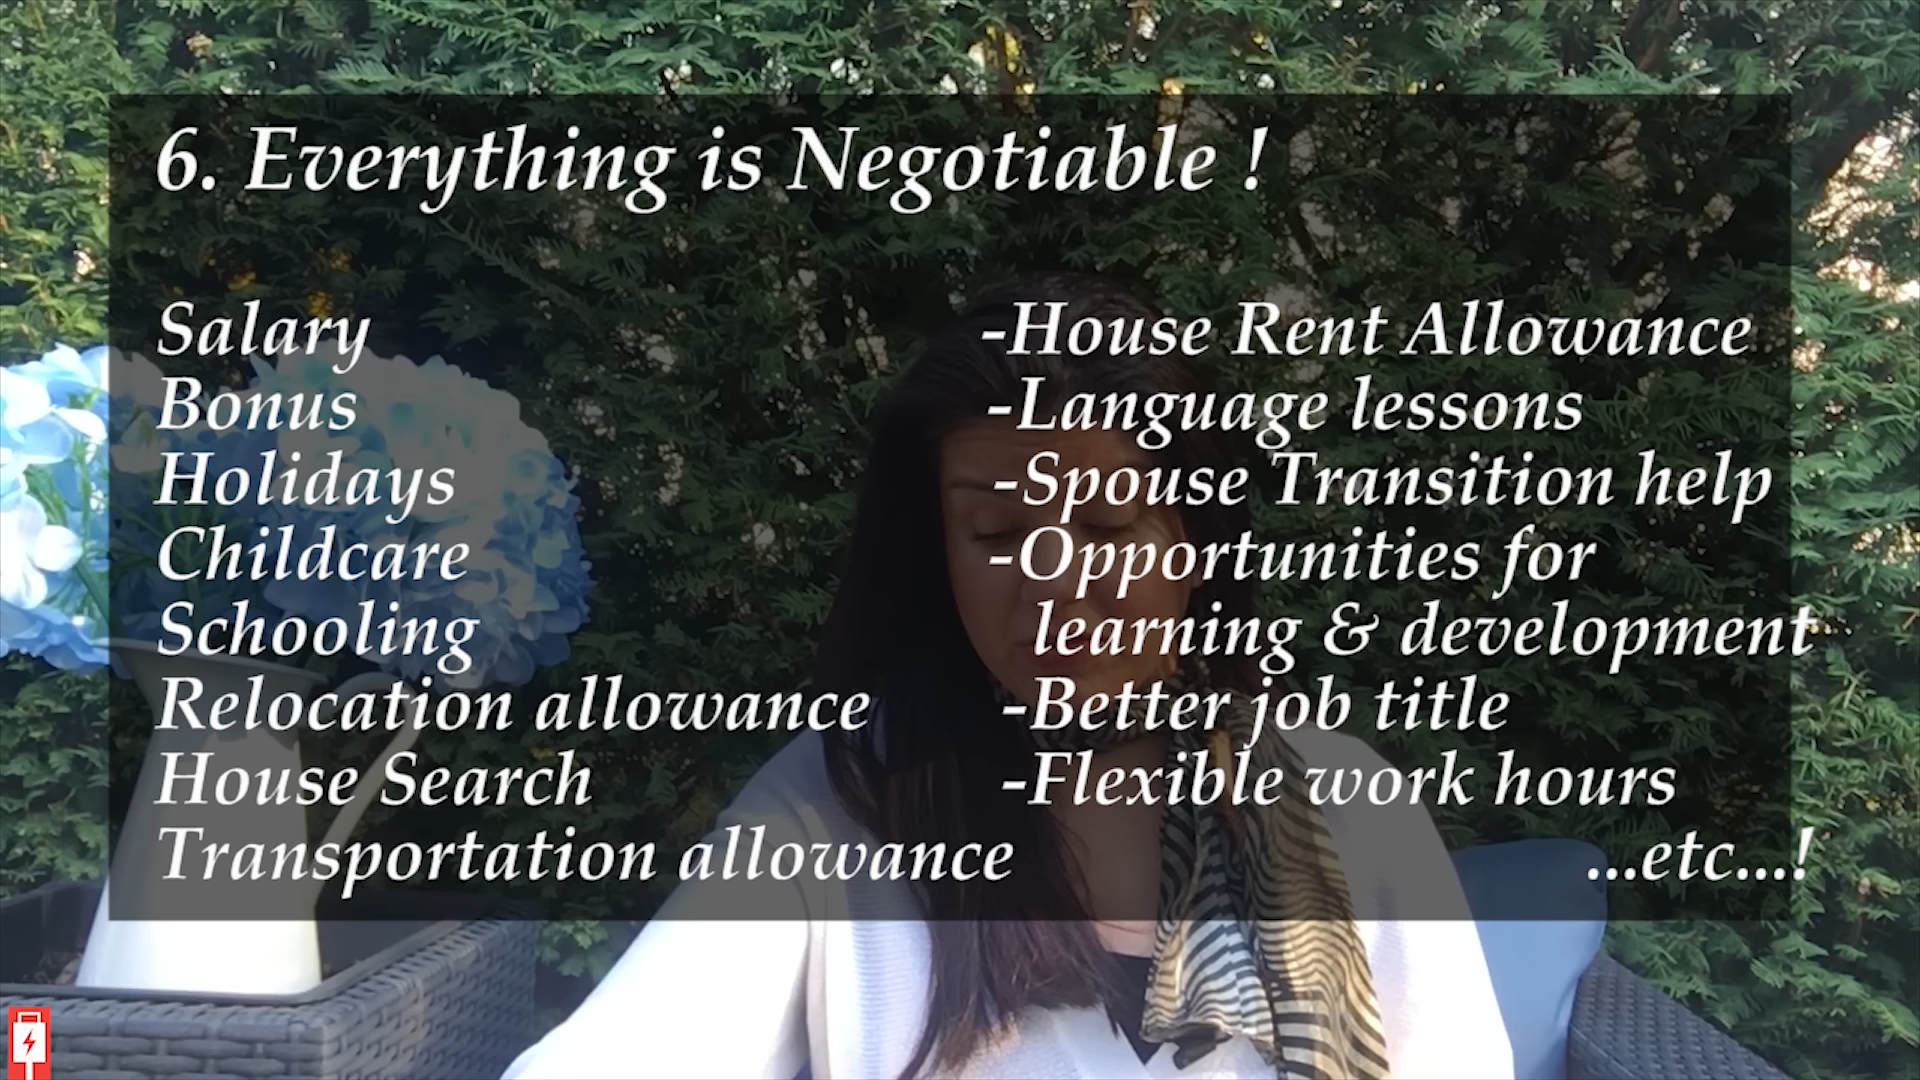 6. Everything is Negotiable !
Salary
Bonus
Holidays
Childcare
Schooling
Relocation allowance
House Search
Transportation allowance
-House Rent Allowance
-Language lessons
-Spouse Transition help
-Opportunities for
learning & development
-Better job title
-Flexible work hours
...etc...!